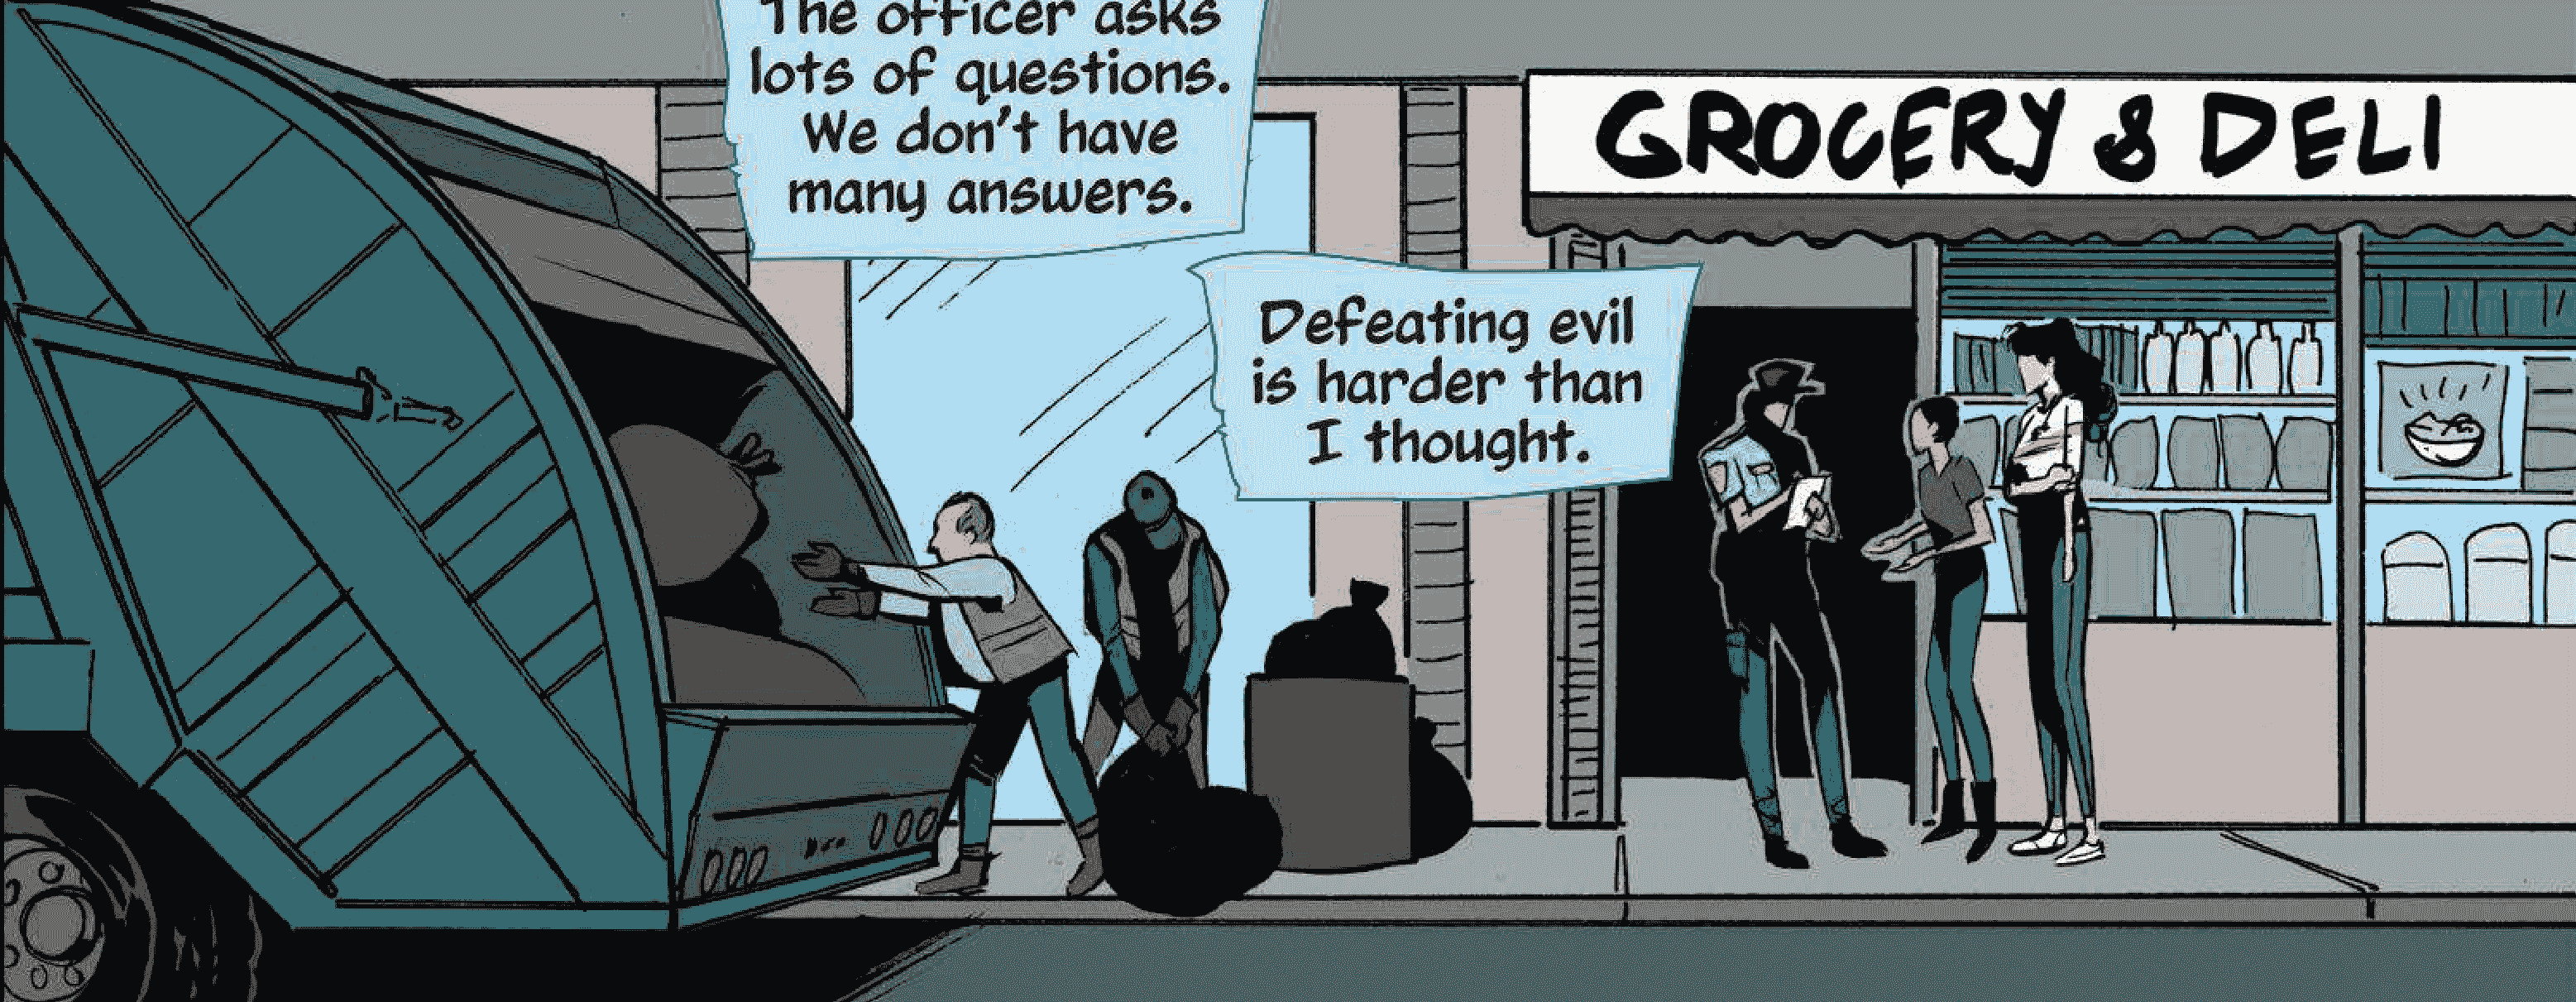 The officer asks
lots of questions.
We don't have
many answers.
GROCERY & DELI
Defeating evil
is harder than
I thought.